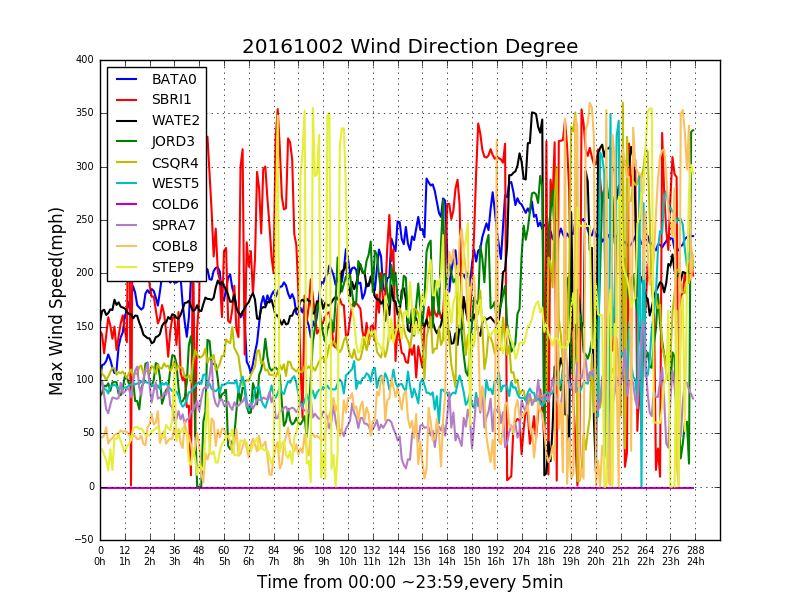 20161002 Wind Direction Degree
Max Wind Speed(mph)
400
350
300
250
200
150
100
50
0
−50
BATA0
SBRI1
WATE2
JORD3
CSQR4
WEST5
COLD6
SPRA7
COBL8
STEP9
0 12 24 36 48 60 72 84 96 108 120 132 144 156 168 180 192 204 216 228 240 252 264 276 288
0h 1h 2h 3h 4h 5h 6h 7h 8h 9h 10h 11h 12h 13h 14h 15h 16h 17h 18h 19h 20h 21h 22h 23h 24h
Time from 00:00 ~23:59,every 5min